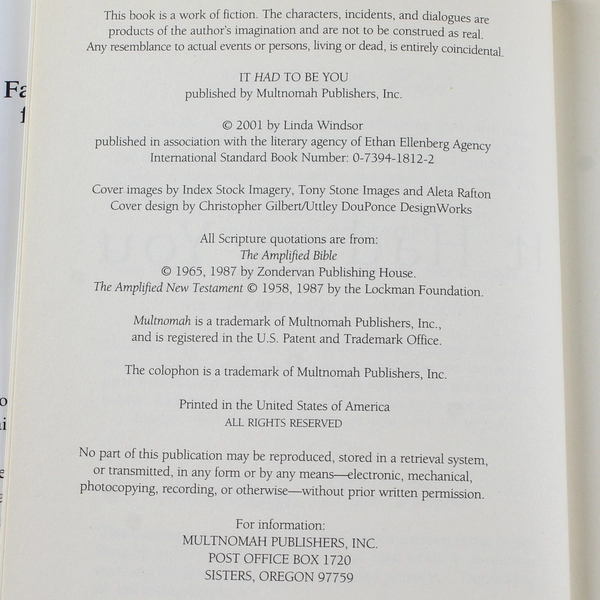 This book is a work of fiction. The characters, incidents, and dialogues are
products of the author's imagination and are not to be construed as real.
Any resemblance to actual events or persons, living or dead, is entirely coincidental.
IT HAD TO BE YOU
published by Multnomah Publishers, Inc.
© 2001 by Linda Windsor
published in association with the literary agency of Ethan Ellenberg Agency
International Standard Book Number: 0-7394-1812-2
Cover images by Index Stock Imagery, Tony Stone Images and Aleta Rafton
Cover design by Christopher Gilbert/Uttley DouPonce DesignWorks
All Scripture quotations are from:
The Amplified Bible
© 1965, 1987 by Zondervan Publishing House.
The Amplified New Testament © 1958, 1987 by the Lockman Foundation.
Multnomah is a trademark of Multnomah Publishers, Inc.,
and is registered in the U.S. Patent and Trademark Office.
The colophon is a trademark of Multnomah Publishers, Inc.
Printed in the United States of America
ALL RIGHTS RESERVED
No part of this publication may be reproduced, stored in a retrieval system,
or transmitted, in any form or by any means—electronic, mechanical,
photocopying, recording, or otherwise—without prior written permission.
For information:
MULTNOMAH PUBLISHERS, INC.
POST OFFICE BOX 1720
SISTERS, OREGON 97759